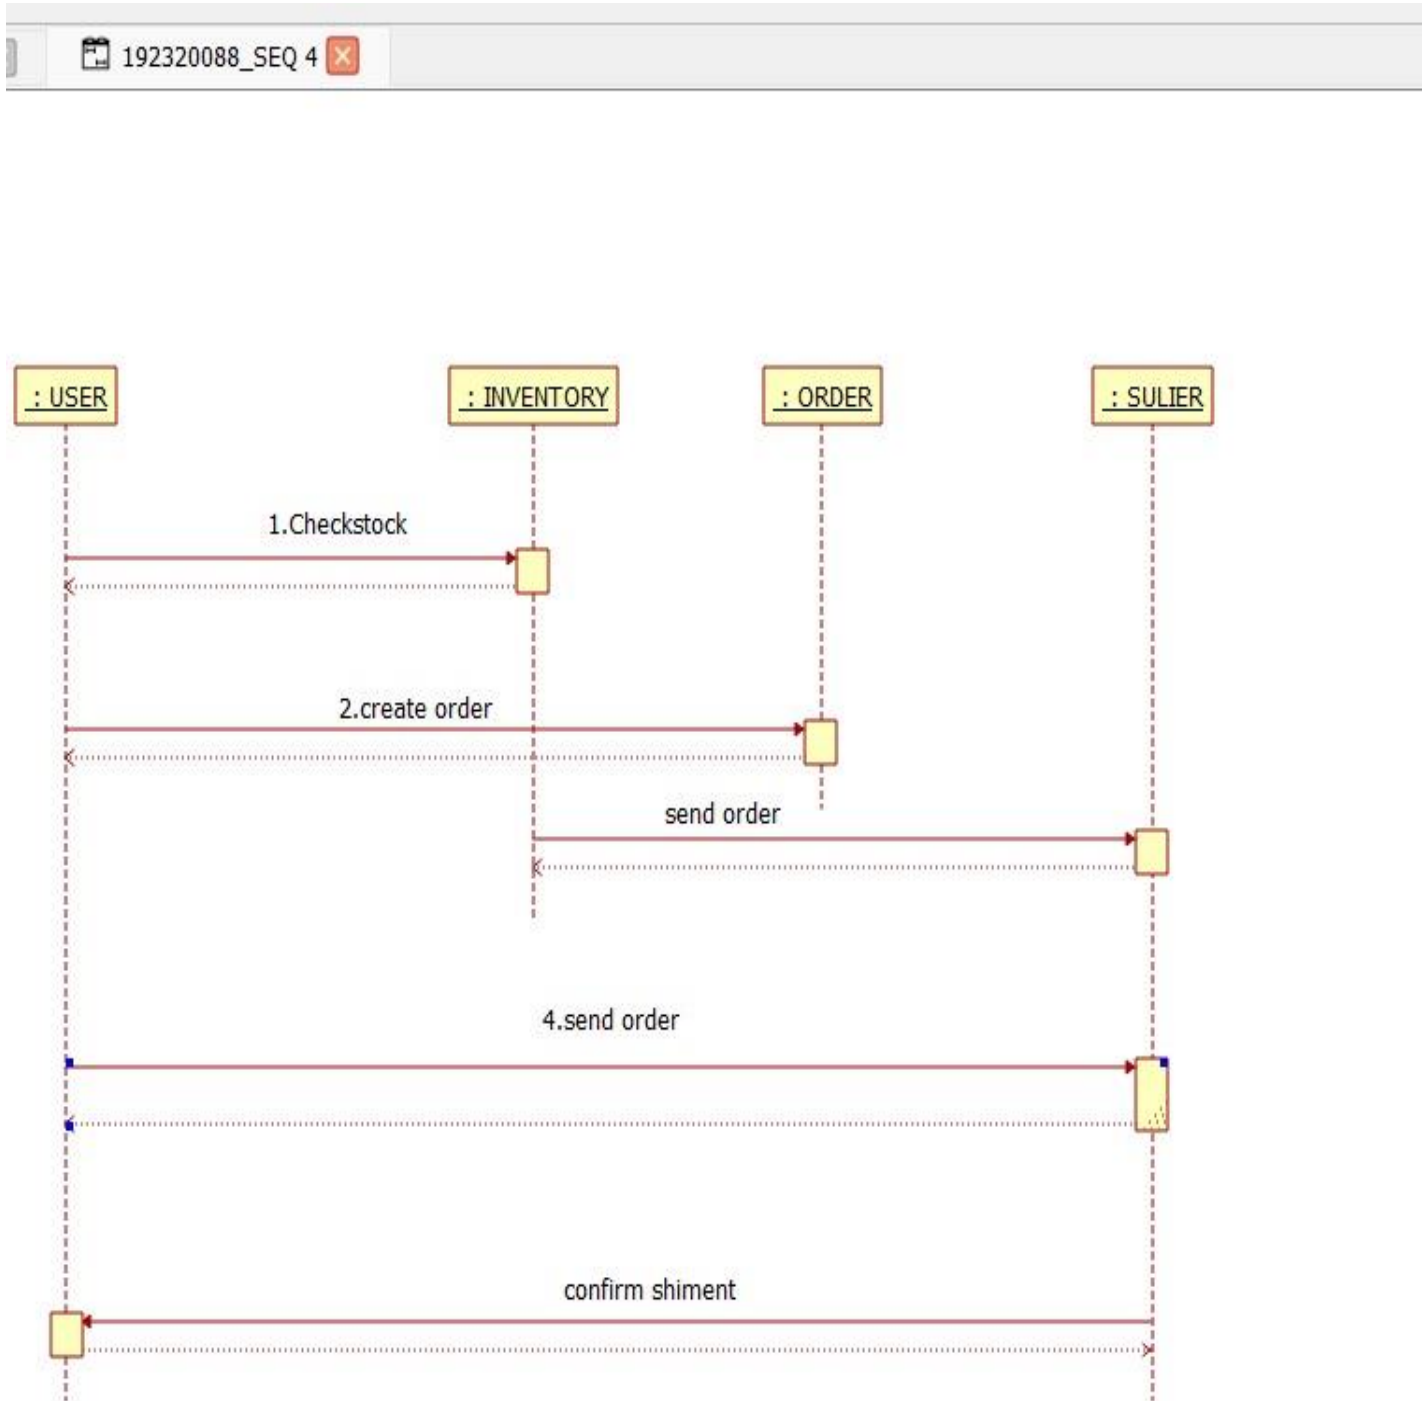 192320088_SEQ 4
: USER
: INVENTORY
: ORDER
: SULIER
1.Checkstock
2.create order
send order
4.send order
confirm shiment